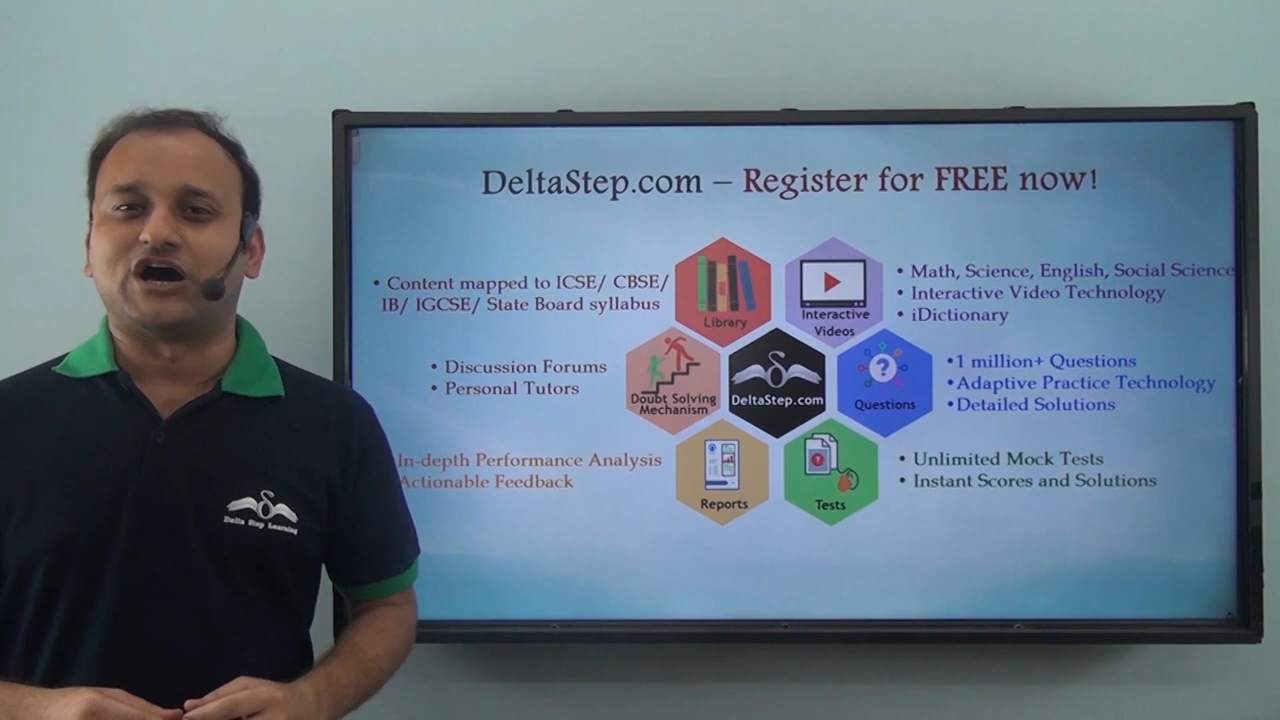 DeltaStep.com – Register for FREE now!
• Content mapped to ICSE/ CBSE/
IB/ IGCSE/ State Board syllabus
Library
Interactive
Videos
• Math, Science, English, Social Science
• Interactive Video Technology
• iDictionary
• Discussion Forums
• Personal Tutors
Doubt Solving
Mechanism
DeltaStep.com
?
Questions
•1 million+ Questions
•Adaptive Practice Technology
•Detailed Solutions
In-depth Performance Analysis
Actionable Feedback
Reports
?
Tests
• Unlimited Mock Tests
• Instant Scores and Solutions
Delta Step Learning